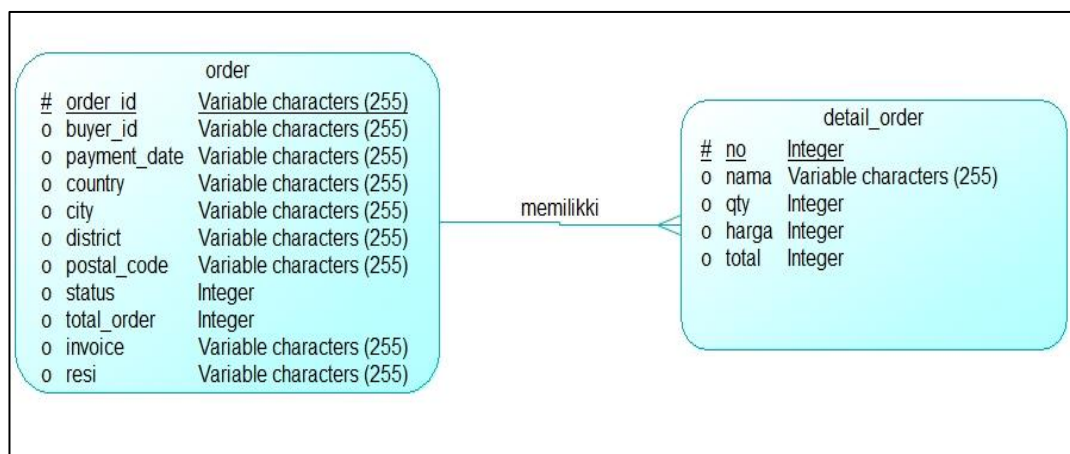 order
# order_id Variable characters (255)
o buyer_id Variable characters (255)
o payment_date Variable characters (255)
o country Variable characters (255)
o city Variable characters (255)
o district Variable characters (255)
o postal_code Variable characters (255)
o status Integer
o total_order Integer
o invoice Variable characters (255)
o resi Variable characters (255)
memilikki
detail_order
# no Integer
o nama Variable characters (255)
o qty Integer
o harga Integer
o total Integer